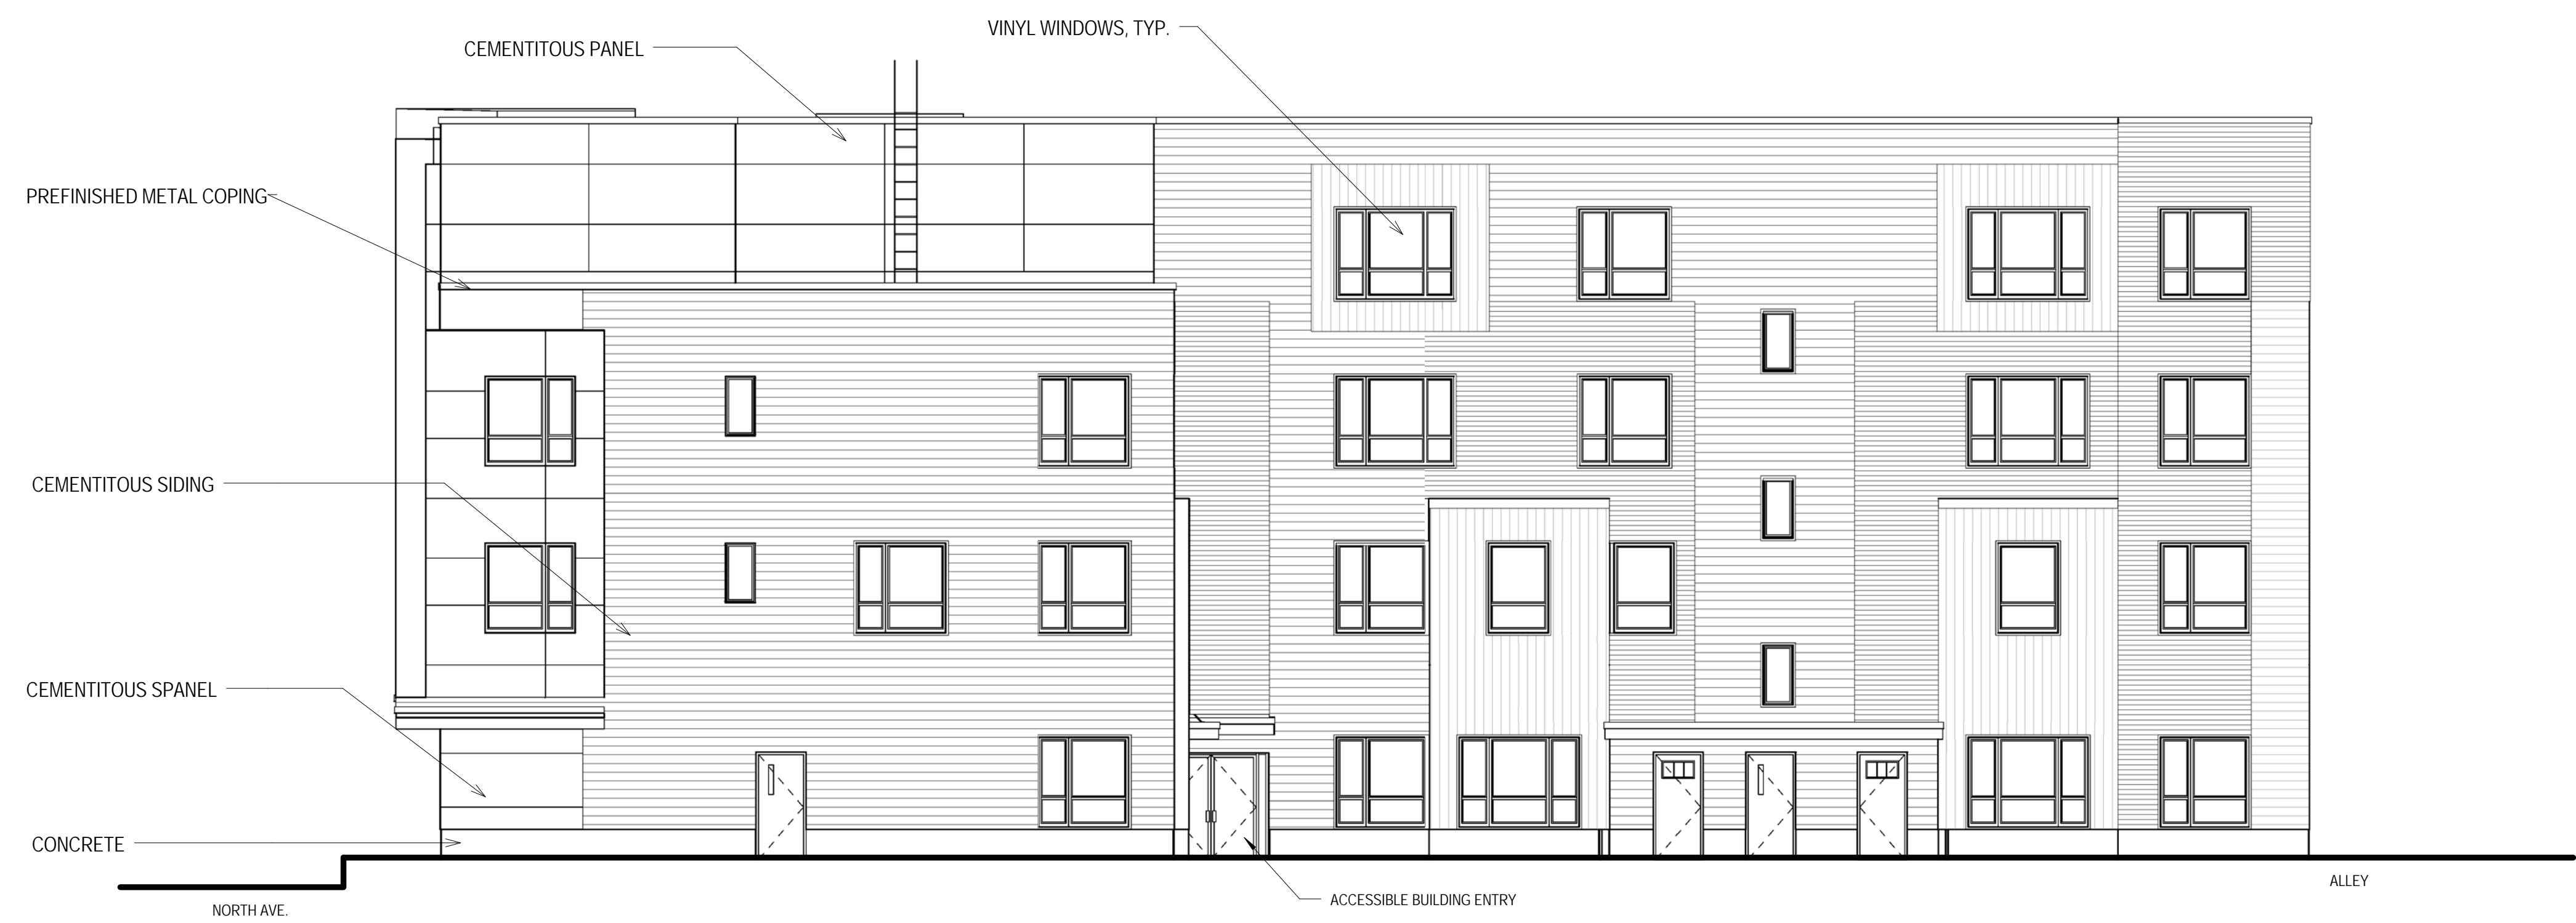 VINYL WINDOWS, TYP.
CEMENTITOUS PANEL
PREFINISHED METAL COPING
CEMENTITOUS SIDING
CEMENTITOUS SPANEL
CONCRETE
ALLEY
ACCESSIBLE BUILDING ENTRY
NORTH AVE.